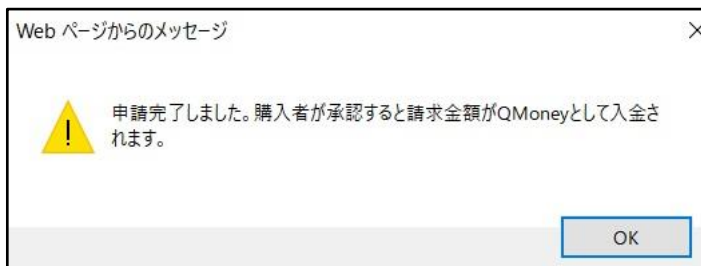 Web ページからのメッセージ
申請完了しました。購入者が承認すると請求金額がQMoneyとして入金さ
れます。
OK